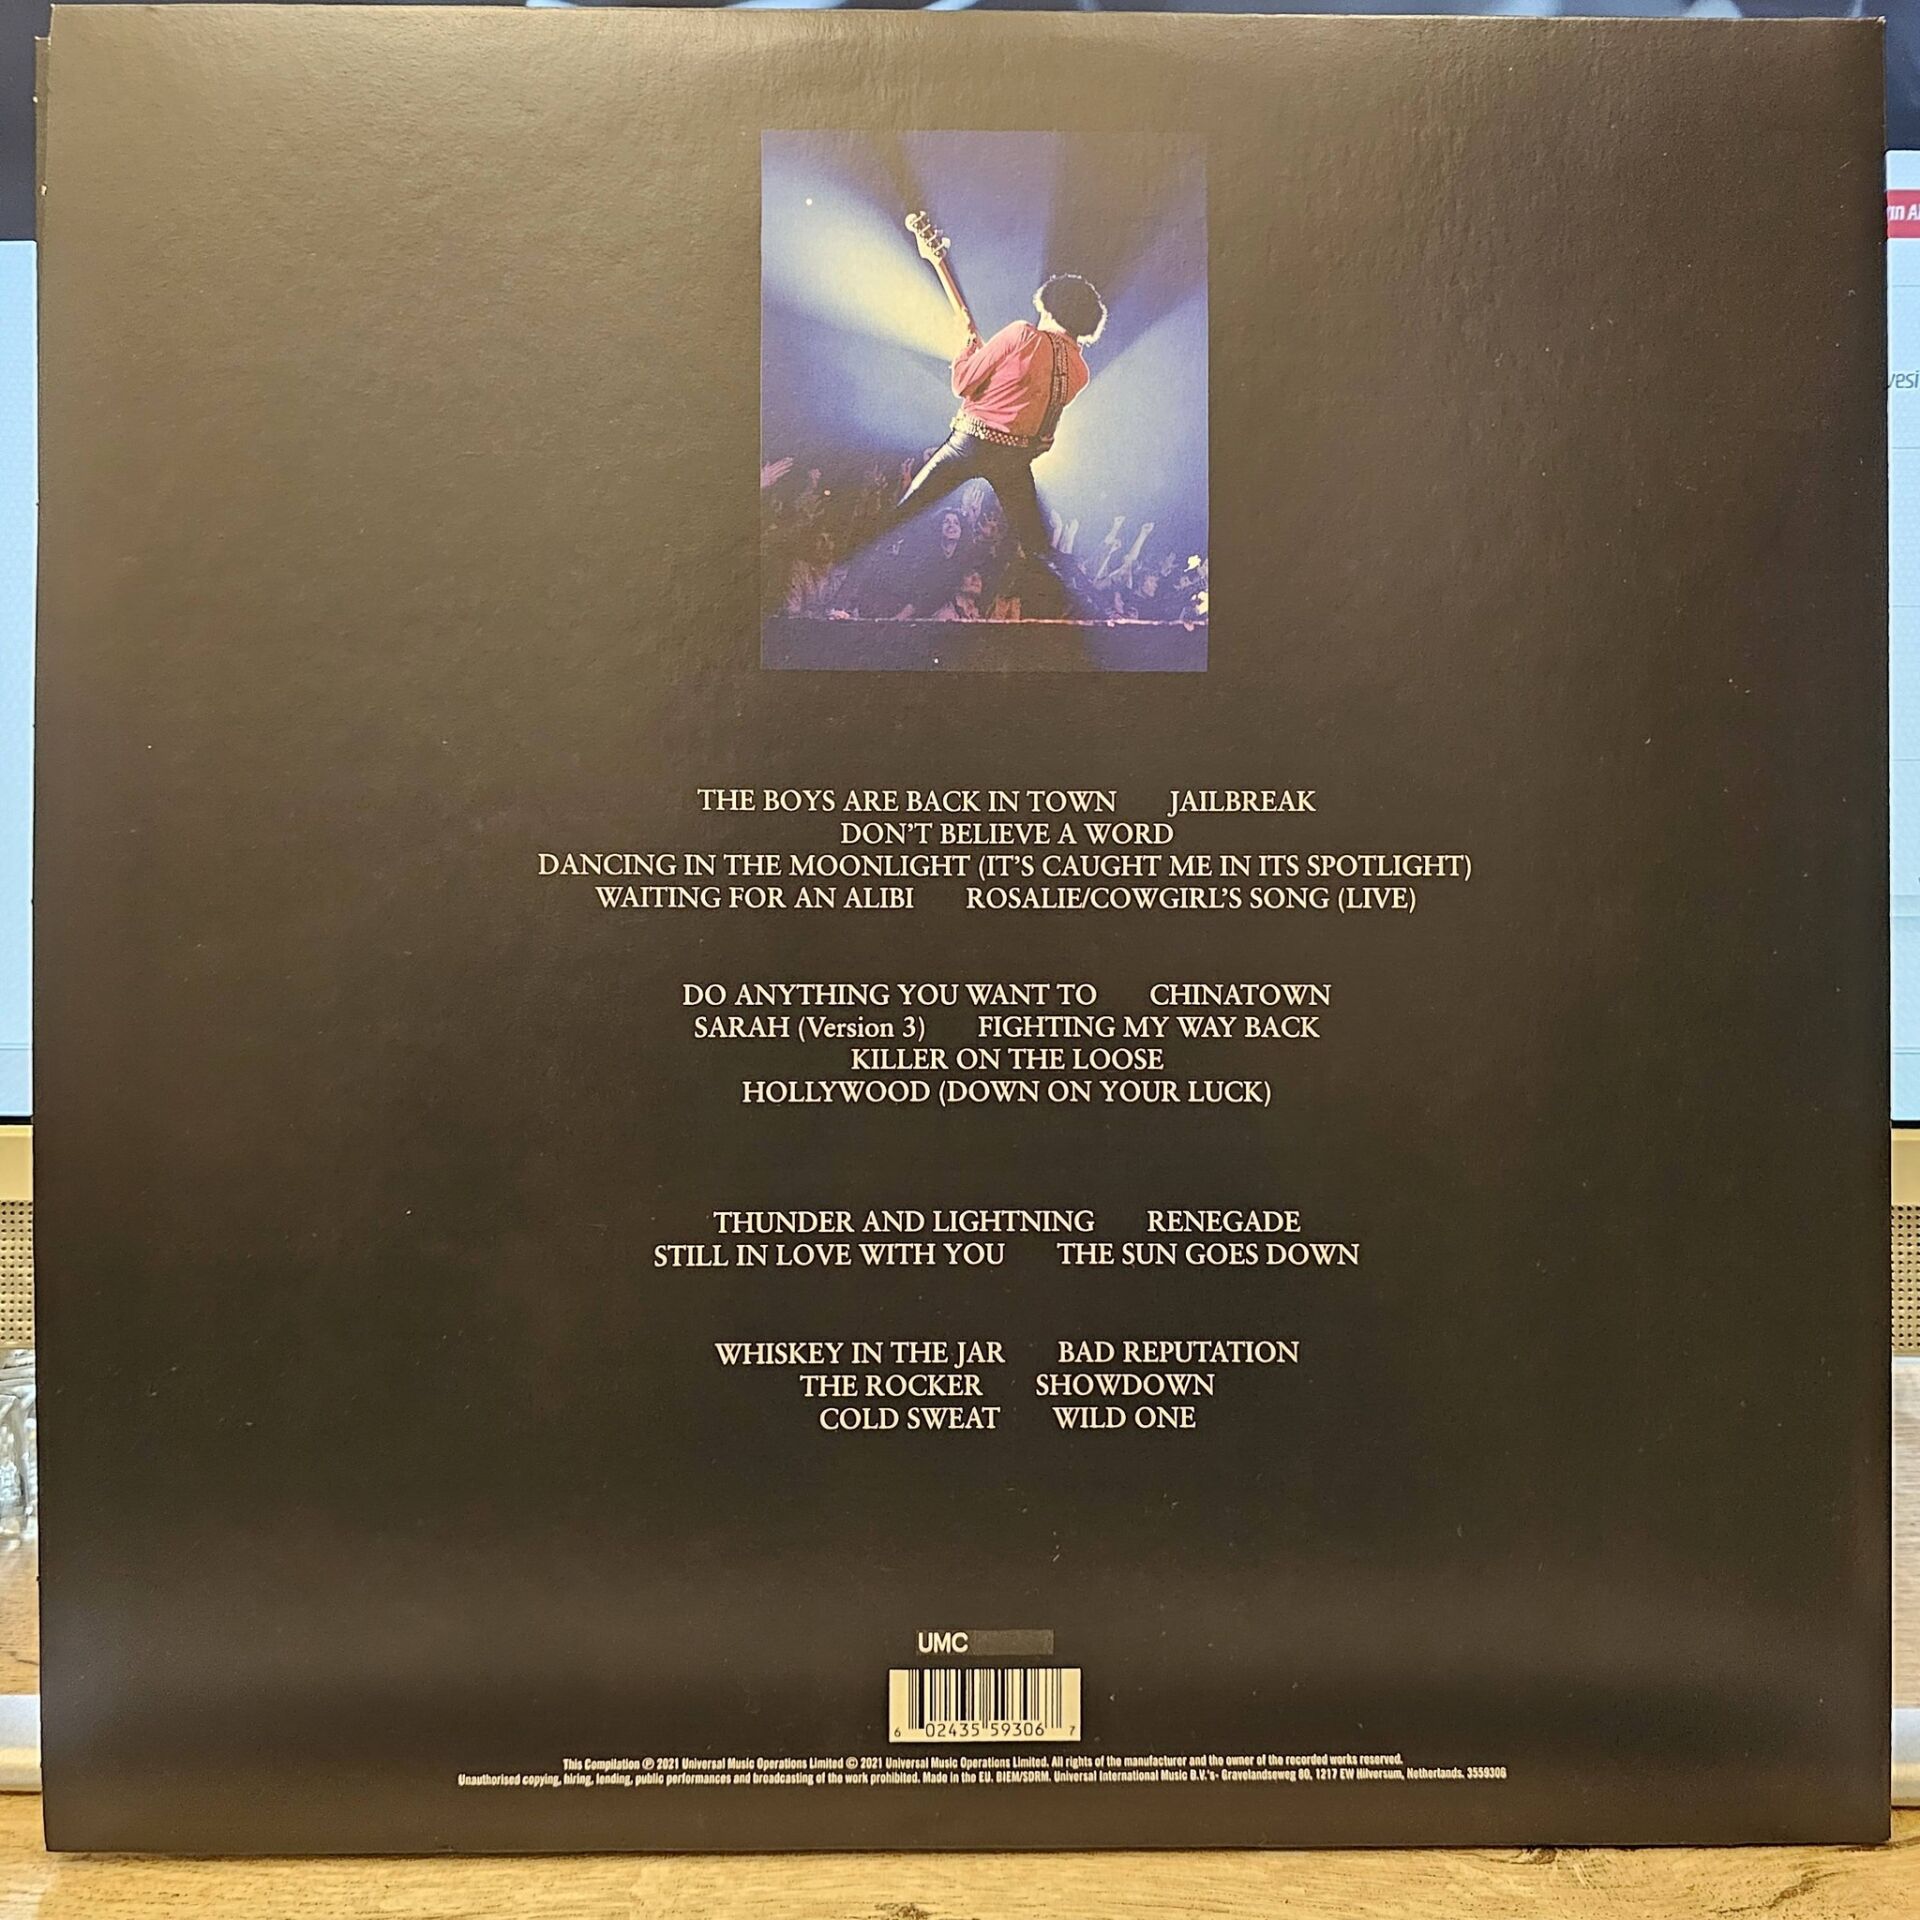 THE BOYS ARE BACK IN TOWN JAILBREAK
DON'T BELIEVE A WORD
DANCING IN THE MOONLIGHT (IT'S CAUGHT ME IN ITS SPOTLIGHT)
WAITING FOR AN ALIBI ROSALIE/COWGIRL'S SONG (LIVE)
DO ANYTHING YOU WANT TO CHINATOWN
SARAH (Version 3) FIGHTING MY WAY BACK
KILLER ON THE LOOSE
HOLLYWOOD (DOWN ON YOUR LUCK)
THUNDER AND LIGHTNING RENEGADE
STILL IN LOVE WITH YOU THE SUN GOES DOWN
WHISKEY IN THE JAR BAD REPUTATION
THE ROCKER SHOWDOWN
COLD SWEAT WILD ONE
UMC
6 02435 59306 7
This Compilation ℗ 2021 Universal Music Operations Limited © 2021 Universal Music Operations Limited. All rights of the manufacturer and the owner of the recorded works reserved.
Unauthorised copying, hiring, lending, public performances and broadcasting of the work prohibited. Made in the EU. BIEM/SDRM. Universal International Music B.V.'s- Gravelandseweg 80, 1217 EW Hilversum, Netherlands. 3559306